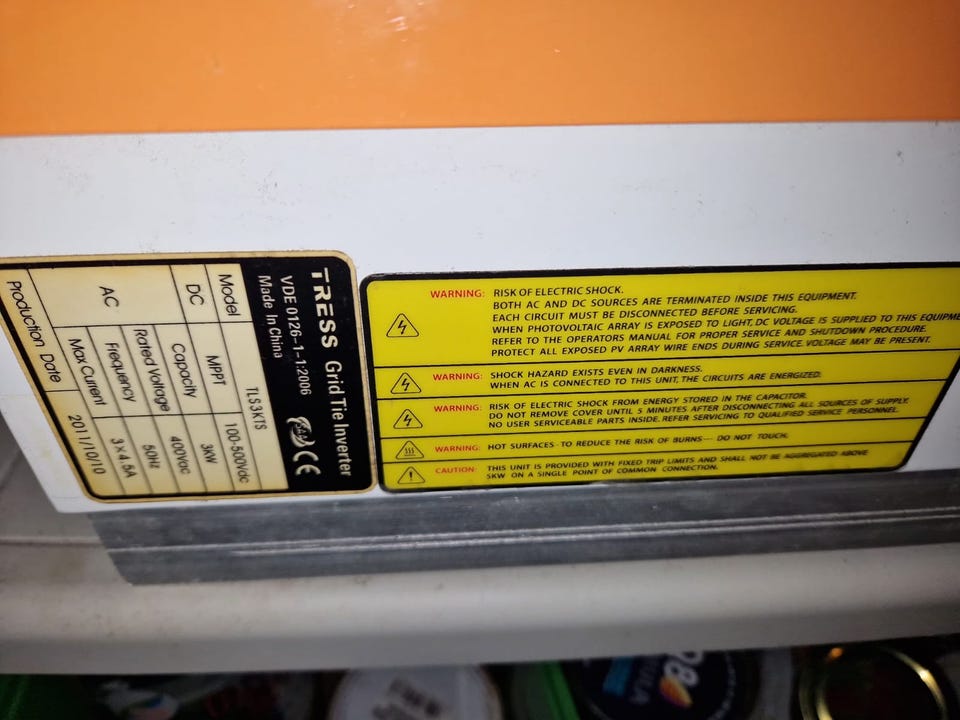 TRESS Grid Tie Inverter
VDE 0126-1-1:2006
Made In China
CE
Model TLS3KTS
DC MPPT 100-500Vdc
AC Capacity 3KW
Rated Voltage 400Vac
Frequency 50Hz
Max Current 3×4.5A
Production Date 2011/10/10
WARNING: RISK OF ELECTRIC SHOCK.
BOTH AC AND DC SOURCES ARE TERMINATED INSIDE THIS EQUIPMENT.
EACH CIRCUIT MUST BE DISCONNECTED BEFORE SERVICING.
WHEN PHOTOVOLTAIC ARRAY IS EXPOSED TO LIGHT, DC VOLTAGE IS SUPPLIED TO THIS EQUIPME
REFER TO THE OPERATORS MANUAL FOR PROPER SERVICE AND SHUTDOWN PROCEDURE.
PROTECT ALL EXPOSED PV ARRAY WIRE ENDS DURING SERVICE. VOLTAGE MAY BE PRESENT.
WARNING: SHOCK HAZARD EXISTS EVEN IN DARKNESS.
WHEN AC IS CONNECTED TO THIS UNIT, THE CIRCUITS ARE ENERGIZED.
WARNING: RISK OF ELECTRIC SHOCK FROM ENERGY STORED IN THE CAPACITOR.
DO NOT REMOVE COVER UNTIL 5 MINUTES AFTER DISCONNECTING ALL SOURCES OF SUPPLY.
NO USER SERVICEABLE PARTS INSIDE. REFER SERVICING TO QUALIFIED SERVICE PERSONNEL.
WARNING: HOT SURFACES- TO REDUCE THE RISK OF BURNS--- DO NOT TOUCH.
CAUTION: THIS UNIT IS PROVIDED WITH FIXED TRIP LIMITS AND SHALL NOT BE AGGREGATED ABOVE
5KW ON A SINGLE POINT OF COMMON CONNECTION.